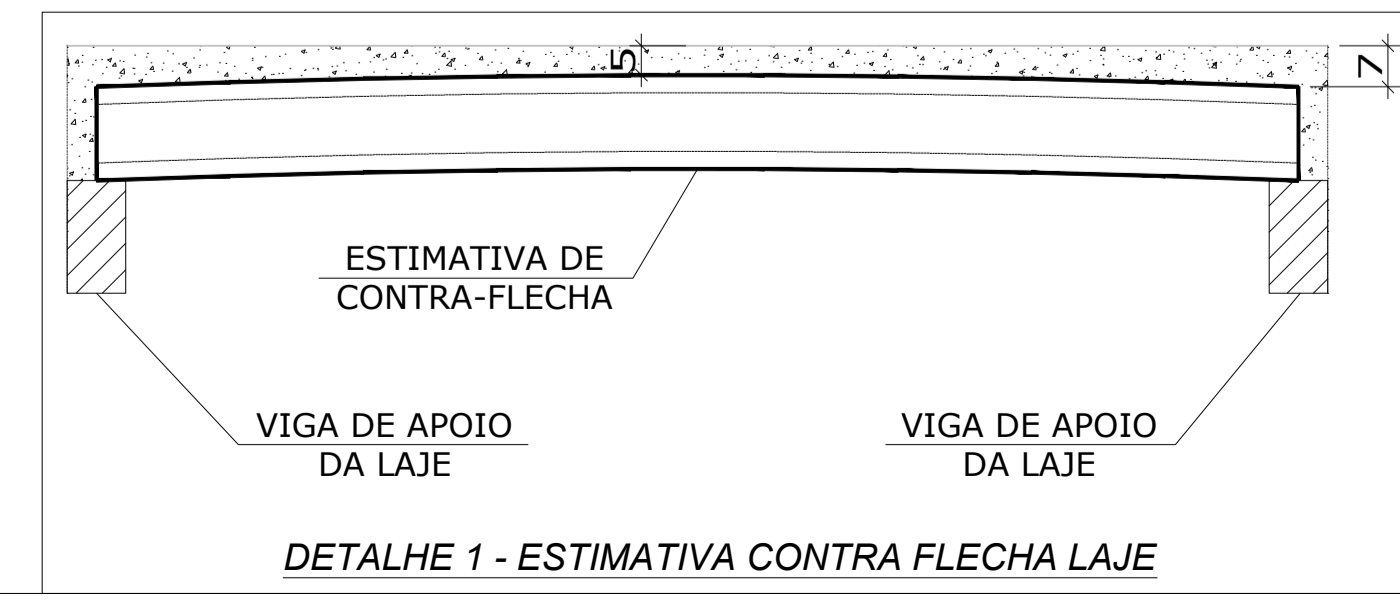 5
7
ESTIMATIVA DE
CONTRA-FLECHA
VIGA DE APOIO
DA LAJE
VIGA DE APOIO
DA LAJE
DETALHE 1 - ESTIMATIVA CONTRA FLECHA LAJE